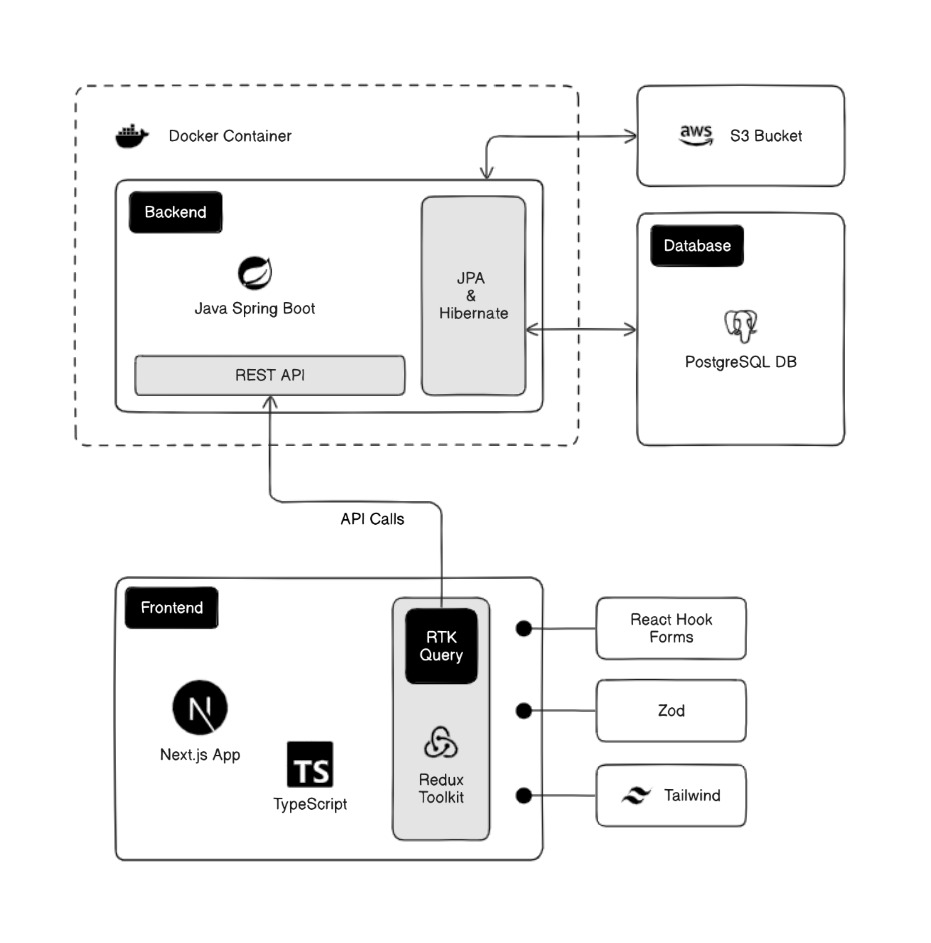 Docker Container
aws
S3 Bucket
Backend
Java Spring Boot
JPA
&
Hibernate
REST API
Database
PostgreSQL DB
API Calls
Frontend
N
Next.js App
TS
TypeScript
RTK
Query
Redux
Toolkit
React Hook
Forms
Zod
Tailwind